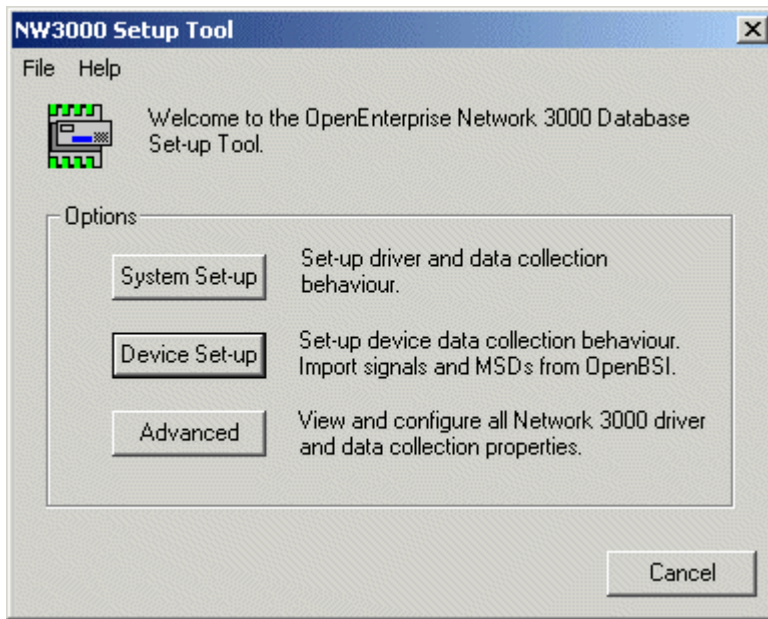 NW3000 Setup Tool
File Help
Welcome to the OpenEnterprise Network 3000 Database
Set-up Tool.
Options
System Set-up
Set-up driver and data collection
behaviour.
Device Set-up
Set-up device data collection behaviour.
Import signals and MSDs from OpenBSI.
Advanced
View and configure all Network 3000 driver
and data collection properties.
Cancel